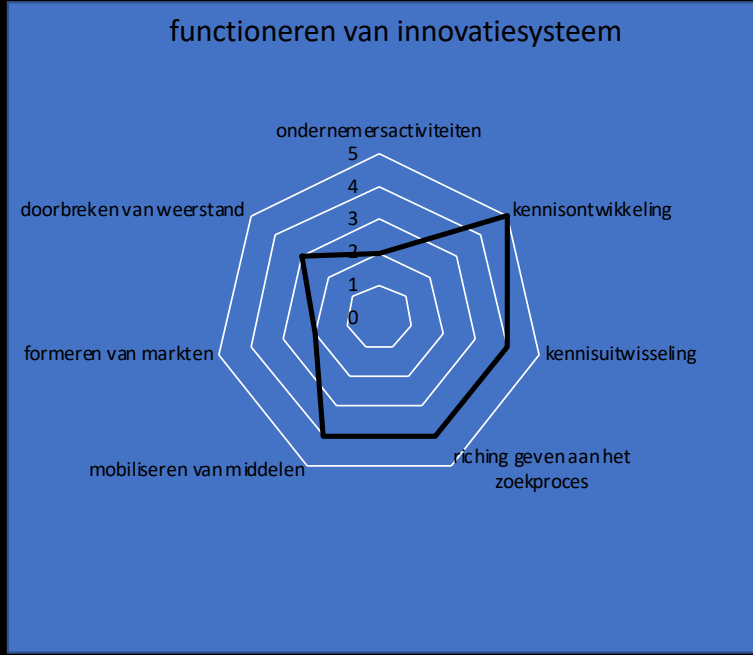 functioneren van innovatiesysteem
ondernemersactiviteiten
5
4
3
2
1
0
doorbreken van weerstand
kennisontwikkeling
formeren van markten
kennisuitwisseling
mobiliseren van middelen
riching geven aan het
zoekproces